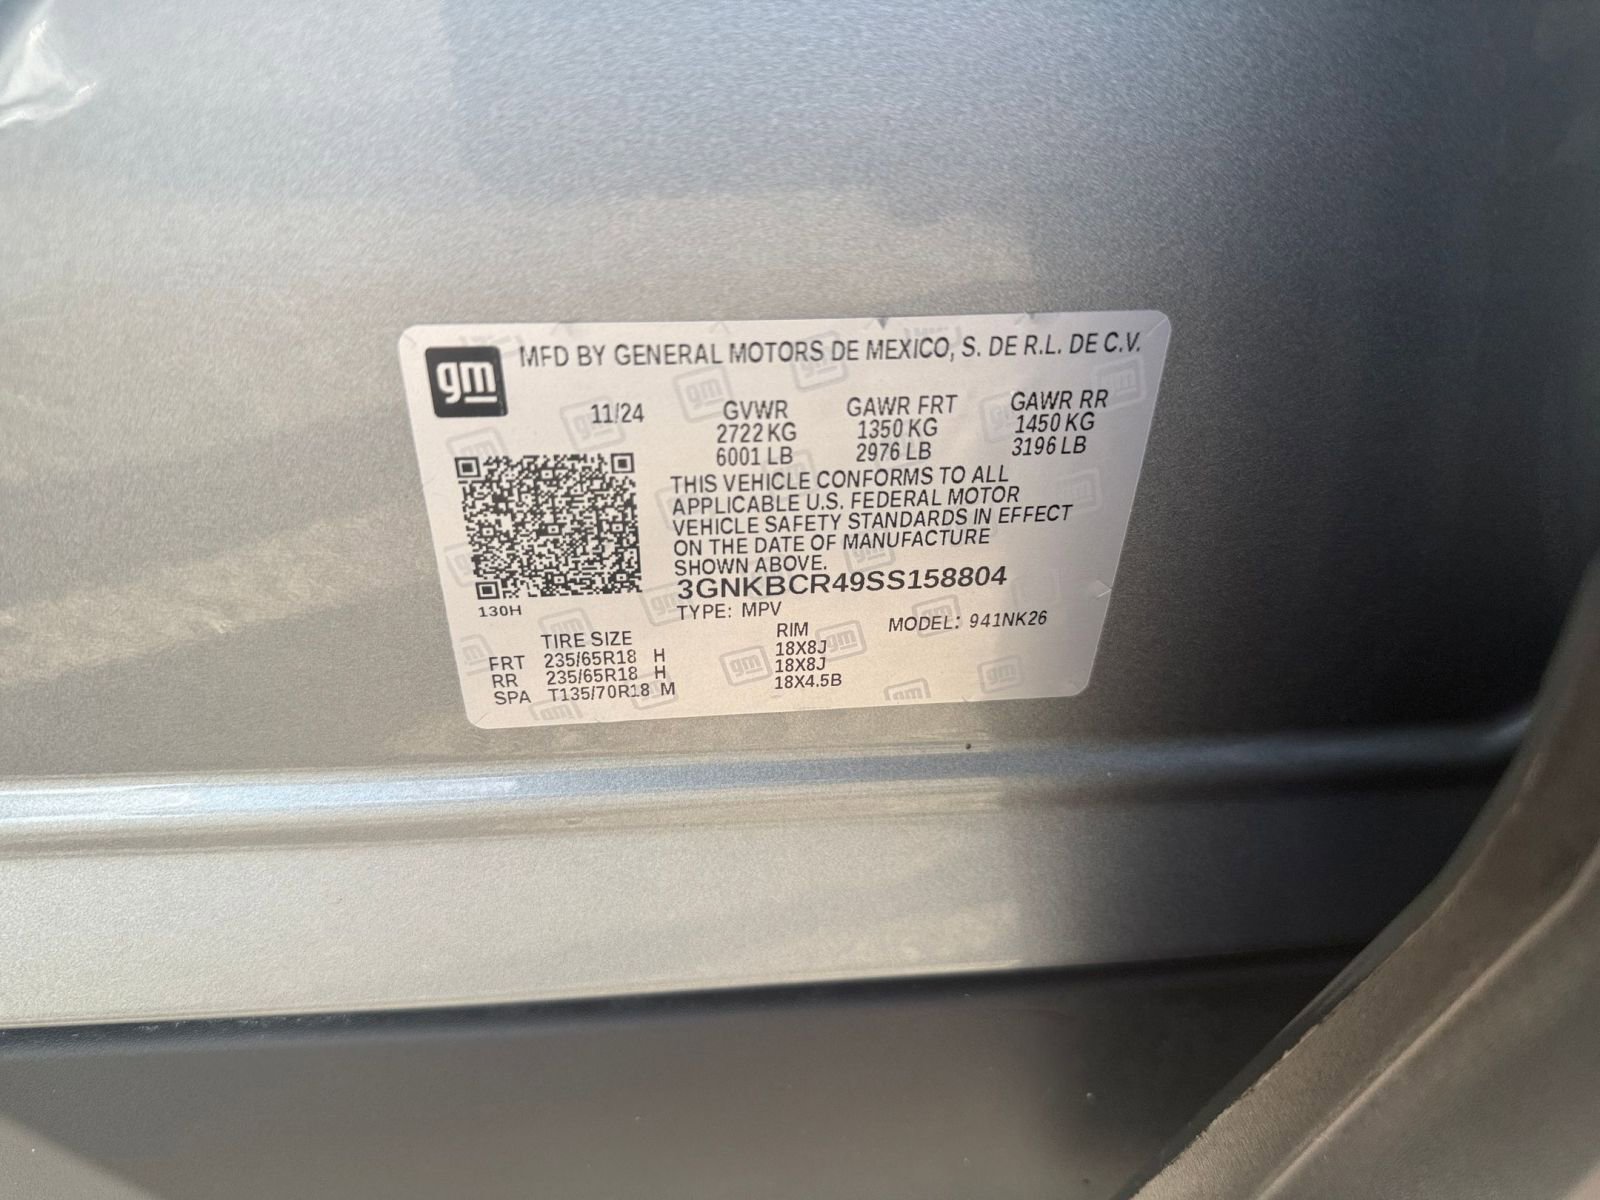 gm MFD BY GENERAL MOTORS DE MEXICO, S. DE R.L. DE C.V.
11/24 GVWR GAWR FRT GAWR RR
2722 KG 1350 KG 1450 KG
6001 LB 2976 LB 3196 LB
THIS VEHICLE CONFORMS TO ALL
APPLICABLE U.S. FEDERAL MOTOR
VEHICLE SAFETY STANDARDS IN EFFECT
ON THE DATE OF MANUFACTURE
SHOWN ABOVE.
3GNKBCR49SS158804
130H TYPE: MPV MODEL: 941NK26
TIRE SIZE RIM
FRT 235/65R18 H 18X8J
RR 235/65R18 H 18X8J
SPA T135/70R18 M 18X4.5B